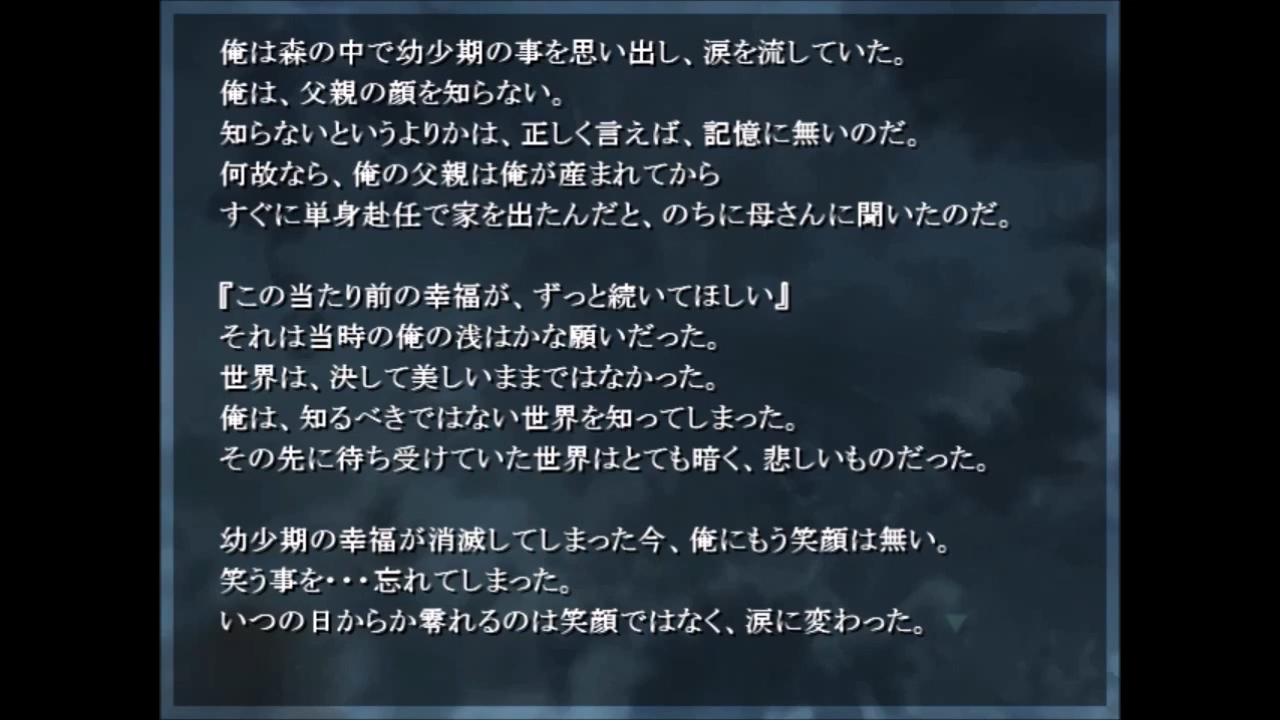 俺は森の中で幼少期の事を思い出し、涙を流していた。
俺は、父親の顔を知らない。
知らないというよりかは、正しく言えば、記憶に無いのだ。
何故なら、俺の父親は俺が産まれてから
すぐに単身赴任で家を出たんだと、のちに母さんに聞いたのだ。
『この当たり前の幸福が、ずっと続いてほしい』
それは当時の俺の浅はかな願いだった。
世界は、決して美しいままではなかった。
俺は、知るべきではない世界を知ってしまった。
その先に待ち受けていた世界はとても暗く、悲しいものだった。
幼少期の幸福が消滅してしまった今、俺にもう笑顔は無い。
笑う事を・・・忘れてしまった。
いつの日からか零れるのは笑顔ではなく、涙に変わった。